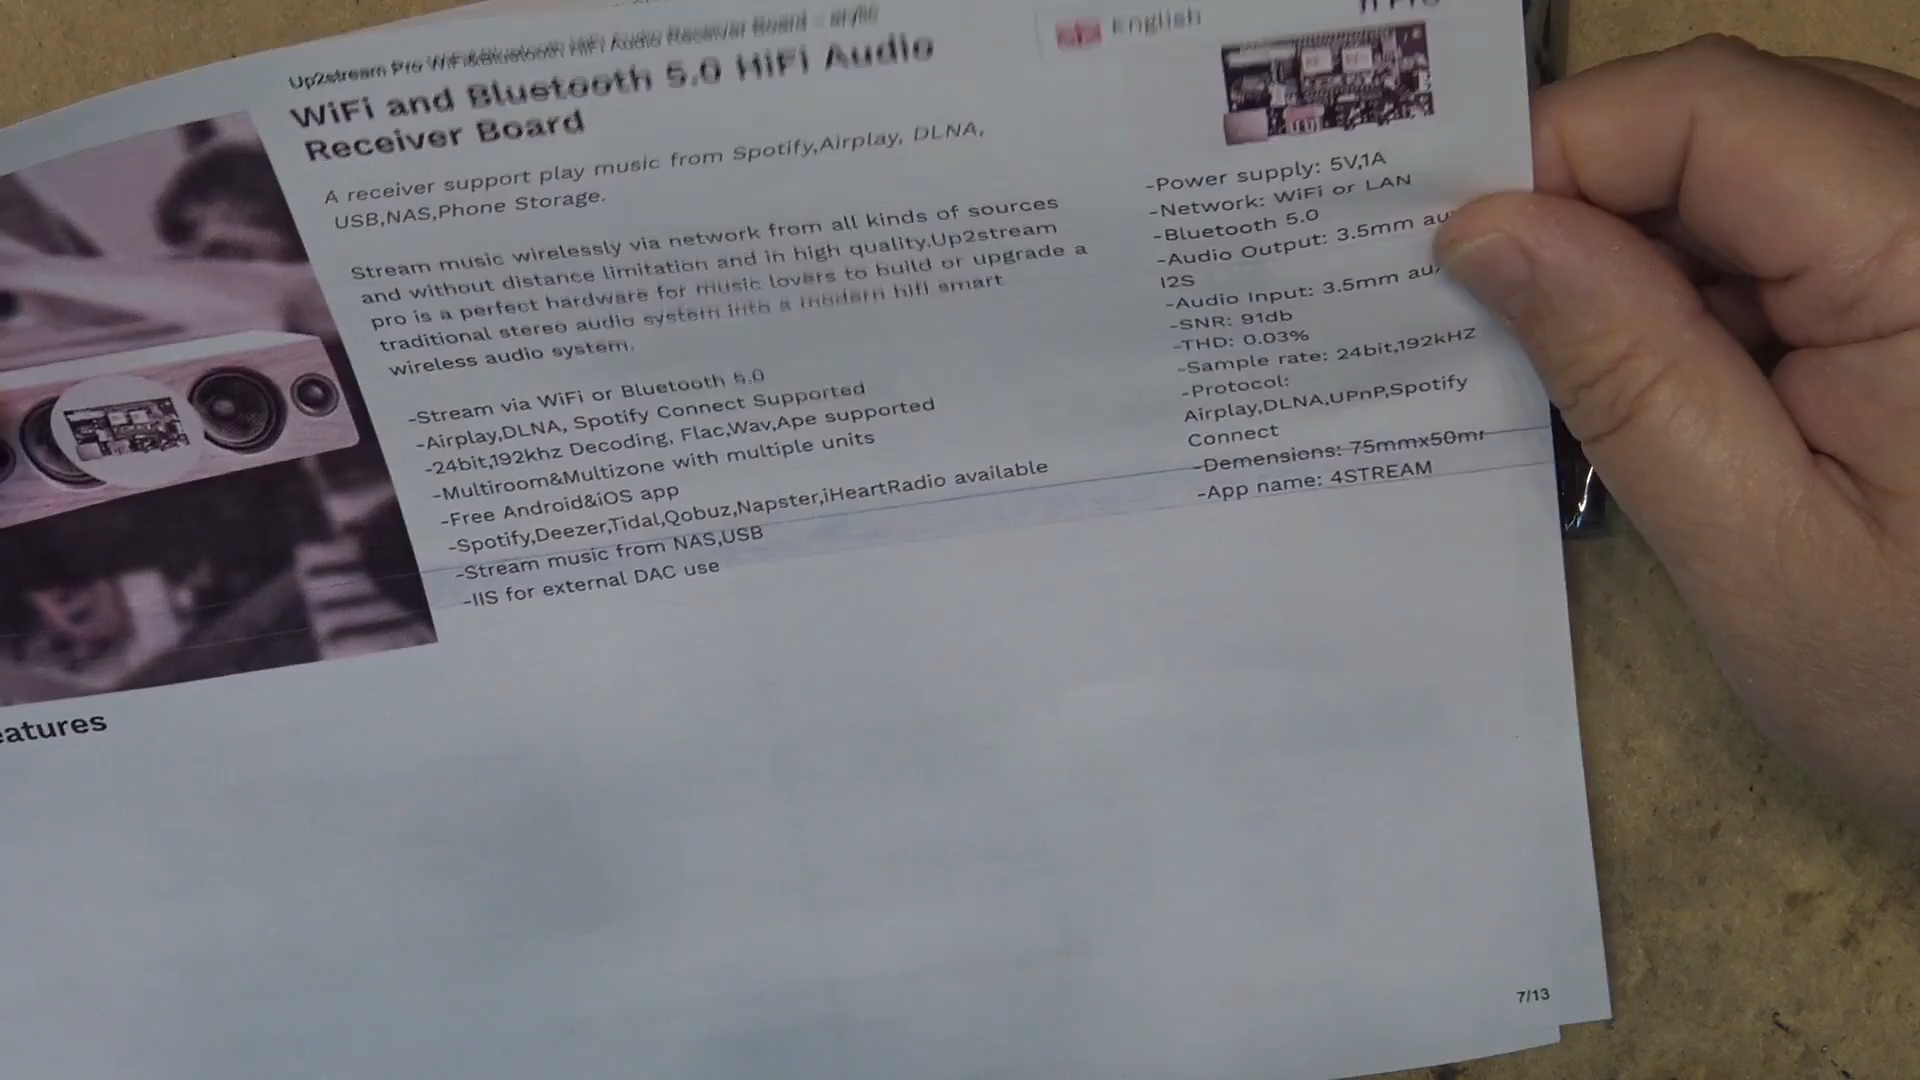 Up2stream Pro WiFi&Bluetooth HiFi Audio Receiver Board - style
WiFi and Bluetooth 5.0 HiFi Audio
Receiver Board
A receiver support play music from Spotify,Airplay, DLNA,
USB,NAS,Phone Storage.
Stream music wirelessly via network from all kinds of sources
and without distance limitation and in high quality.Up2stream
pro is a perfect hardware for music lovers to build or upgrade a
traditional stereo audio system into a modern hifi smart
wireless audio system.
-Stream via WiFi or Bluetooth 5.0
-Airplay,DLNA, Spotify Connect Supported
-24bit,192khz Decoding, Flac,Wav,Ape supported
-Multiroom&Multizone with multiple units
-Free Android&iOS app
-Spotify,Deezer,Tidal,Qobuz,Napster,iHeartRadio available
-Stream music from NAS,USB
-IIS for external DAC use
English
-Power supply: 5V,1A
-Network: WiFi or LAN
-Bluetooth 5.0
-Audio Output: 3.5mm au
I2S
-Audio Input: 3.5mm au
-SNR: 91db
-THD: 0.03%
-Sample rate: 24bit,192kHZ
-Protocol:
Airplay,DLNA,UPnP,Spotify
Connect
-Demensions: 75mmx50m
-App name: 4STREAM
eatures
7/13